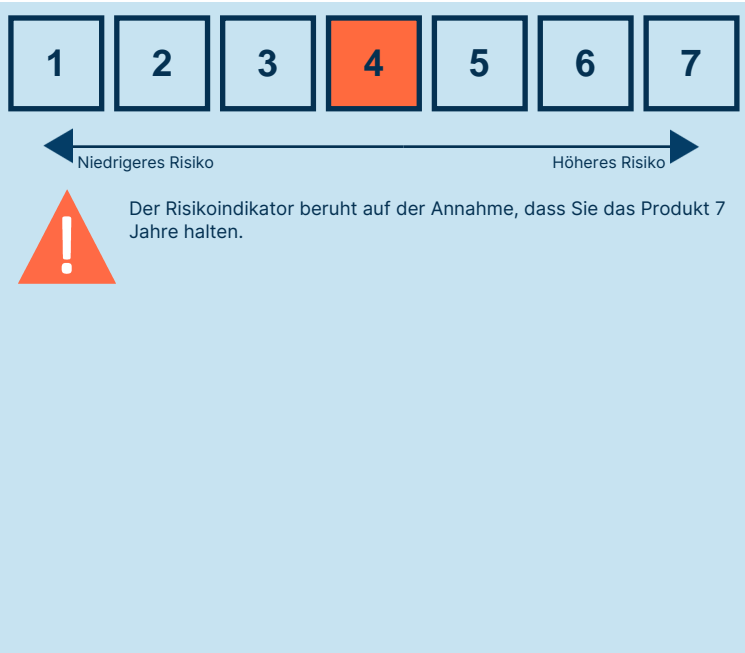 1 2 3 4 5 6 7
Niedrigeres Risiko Höheres Risiko
Der Risikoindikator beruht auf der Annahme, dass Sie das Produkt 7
Jahre halten.
!